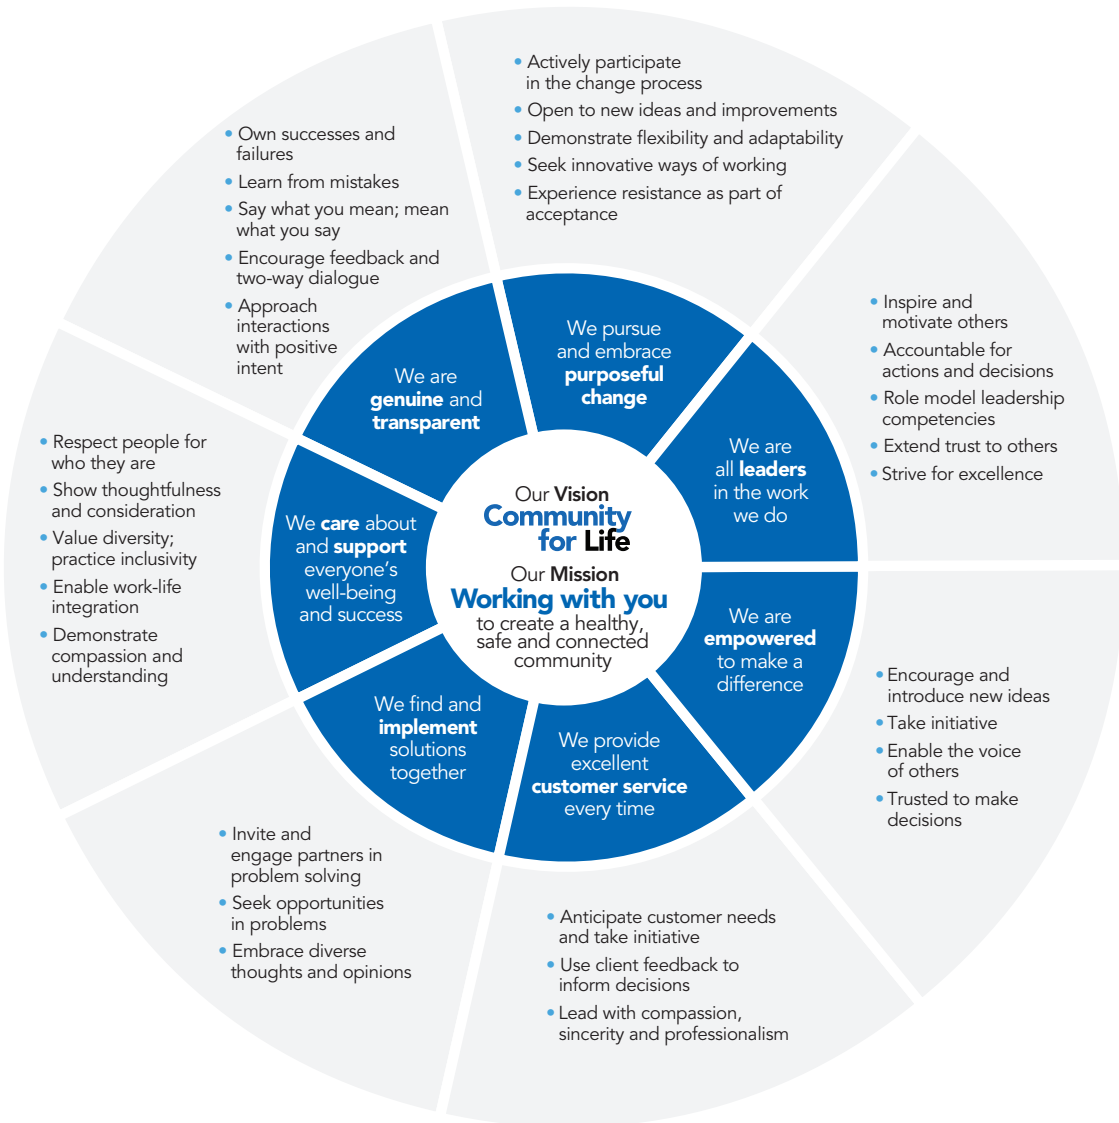 Our Vision
Community
for Life
Our Mission
Working with you
to create a healthy,
safe and connected
community
We pursue
and embrace
purposeful
change
• Actively participate
in the change process
• Open to new ideas and improvements
• Demonstrate flexibility and adaptability
• Seek innovative ways of working
• Experience resistance as part of
acceptance
We are
all leaders
in the work
we do
• Inspire and
motivate others
• Accountable for
actions and decisions
• Role model leadership
competencies
• Extend trust to others
• Strive for excellence
We are
empowered
to make a
difference
• Encourage and
introduce new ideas
• Take initiative
• Enable the voice
of others
• Trusted to make
decisions
We provide
excellent
customer service
every time
• Anticipate customer needs
and take initiative
• Use client feedback to
inform decisions
• Lead with compassion,
sincerity and professionalism
We find and
implement
solutions
together
• Invite and
engage partners in
problem solving
• Seek opportunities
in problems
• Embrace diverse
thoughts and opinions
We care about
and support
everyone's
well-being
and success
• Respect people for
who they are
• Show thoughtfulness
and consideration
• Value diversity;
practice inclusivity
• Enable work-life
integration
• Demonstrate
compassion and
understanding
We are
genuine and
transparent
• Own successes and
failures
• Learn from mistakes
• Say what you mean; mean
what you say
• Encourage feedback and
two-way dialogue
• Approach
interactions
with positive
intent